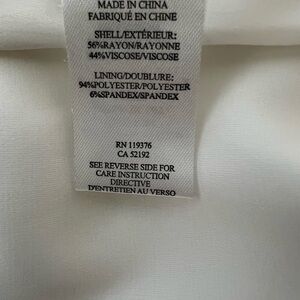 MADE IN CHINA
FABRIQUÉ EN CHINE
SHELL/EXTÉRIEUR:
56%RAYON/RAYONNE
44%VISCOSE/VISCOSE
LINING/DOUBLURE:
94%POLYESTER/POLYESTER
6%SPANDEX/SPANDEX
RN 119376
CA 52192
SEE REVERSE SIDE FOR
CARE INSTRUCTION
DIRECTIVE
D'ENTRETIEN AU VERSO